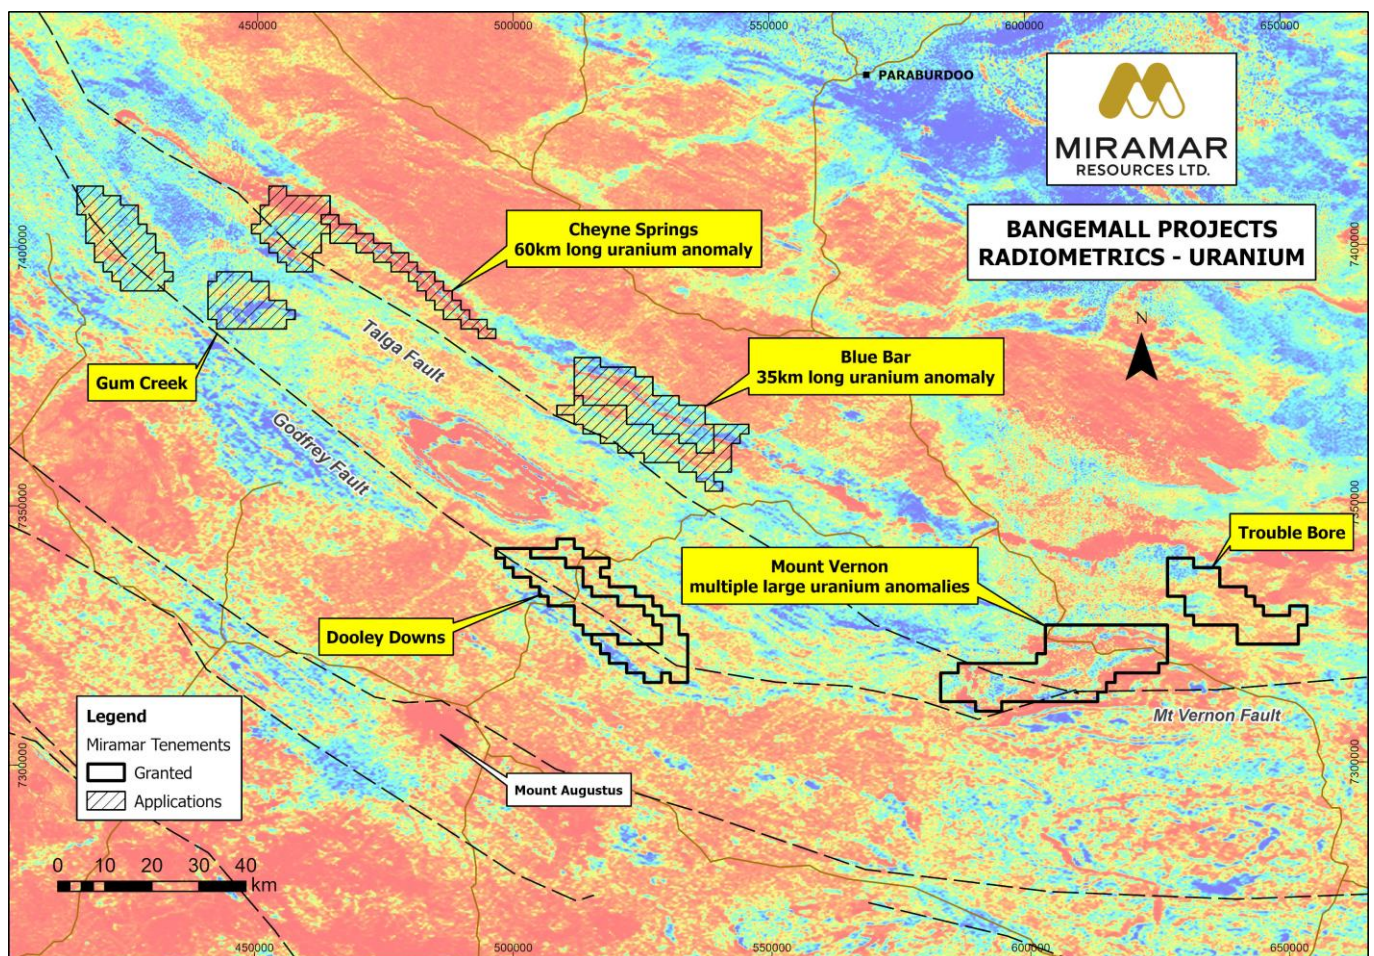 450000
500000
550000
600000
650000
PARABURDOO
MIRAMAR
RESOURCES LTD.
BANGEMALL PROJECTS
RADIOMETRICS - URANIUM
7400000
7400000
Cheyne Springs
60km long uranium anomaly
N
Talga Fault
Blue Bar
35km long uranium anomaly
Gum Creek
Godfrey Fault
7350000
7350000
Trouble Bore
Mount Vernon
multiple large uranium anomalies
Dooley Downs
Mt Vernon Fault
Legend
Miramar Tenements
Granted
Applications
7300000
7300000
Mount Augustus
0 10 20 30 40
km
450000
500000
550000
600000
650000